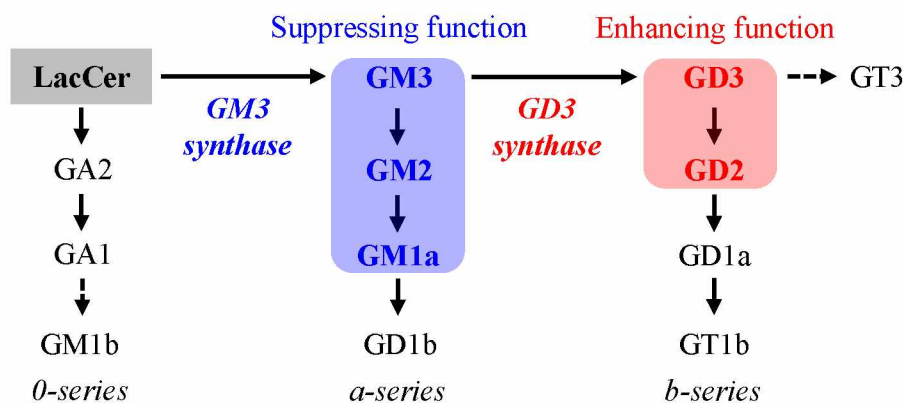 Suppressing function
Enhancing function
LacCer
GM3
GD3
GT3
GM3
synthase
GD3
synthase
GA2
GM2
GD2
GA1
GM1a
GD1a
GM1b
GD1b
GT1b
0-series
a-series
b-series